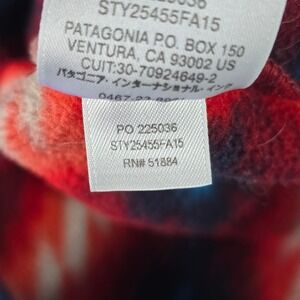 225036
STY25455FA15
PATAGONIA P.O. BOX 150
VENTURA, CA 93002 US
CUIT:30-70924649-2
パタゴニア・インターナショナル・インク
PO 225036
STY25455FA15
RN# 51884